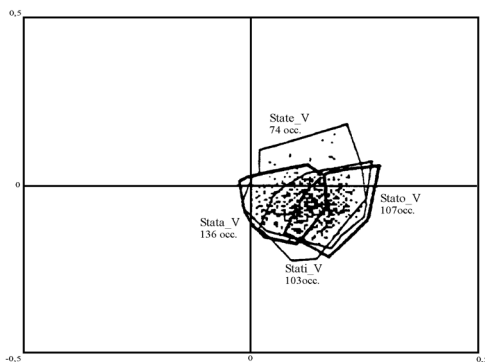 0,5
State_V
74 occ.
0
Stato_V
107occ.
Stata_V
136 occ.
Stati_V
103occ.
-0,5
0